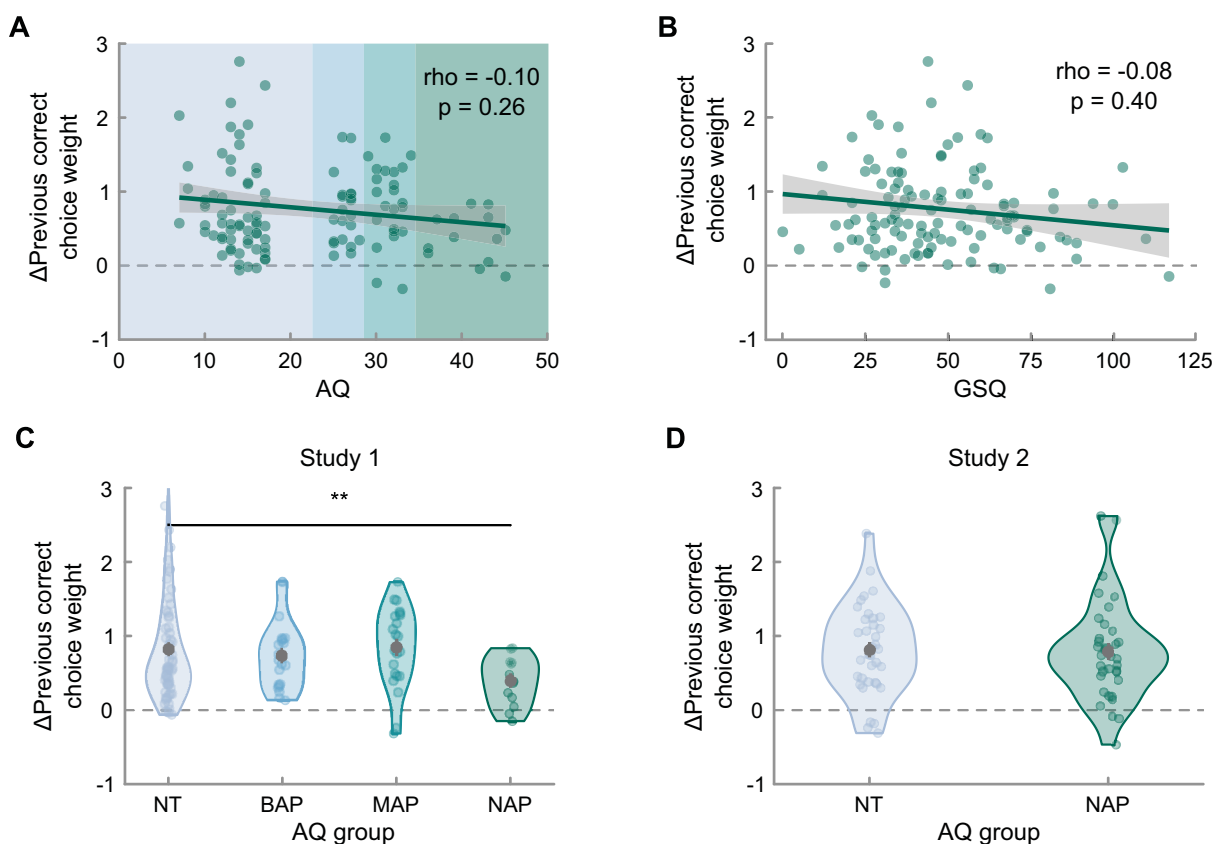 A
ΔPrevious correct
choice weight
3
2
1
0
-1
rho = -0.10
p = 0.26
0
10
20
30
40
50
AQ
B
ΔPrevious correct
choice weight
3
2
1
0
-1
rho = -0.08
p = 0.40
0
25
50
75
100
125
GSQ
C
Study 1
ΔPrevious correct
choice weight
3
2
1
0
-1
**
NT
BAP
MAP
NAP
AQ group
D
Study 2
ΔPrevious correct
choice weight
3
2
1
0
-1
NT
NAP
AQ group